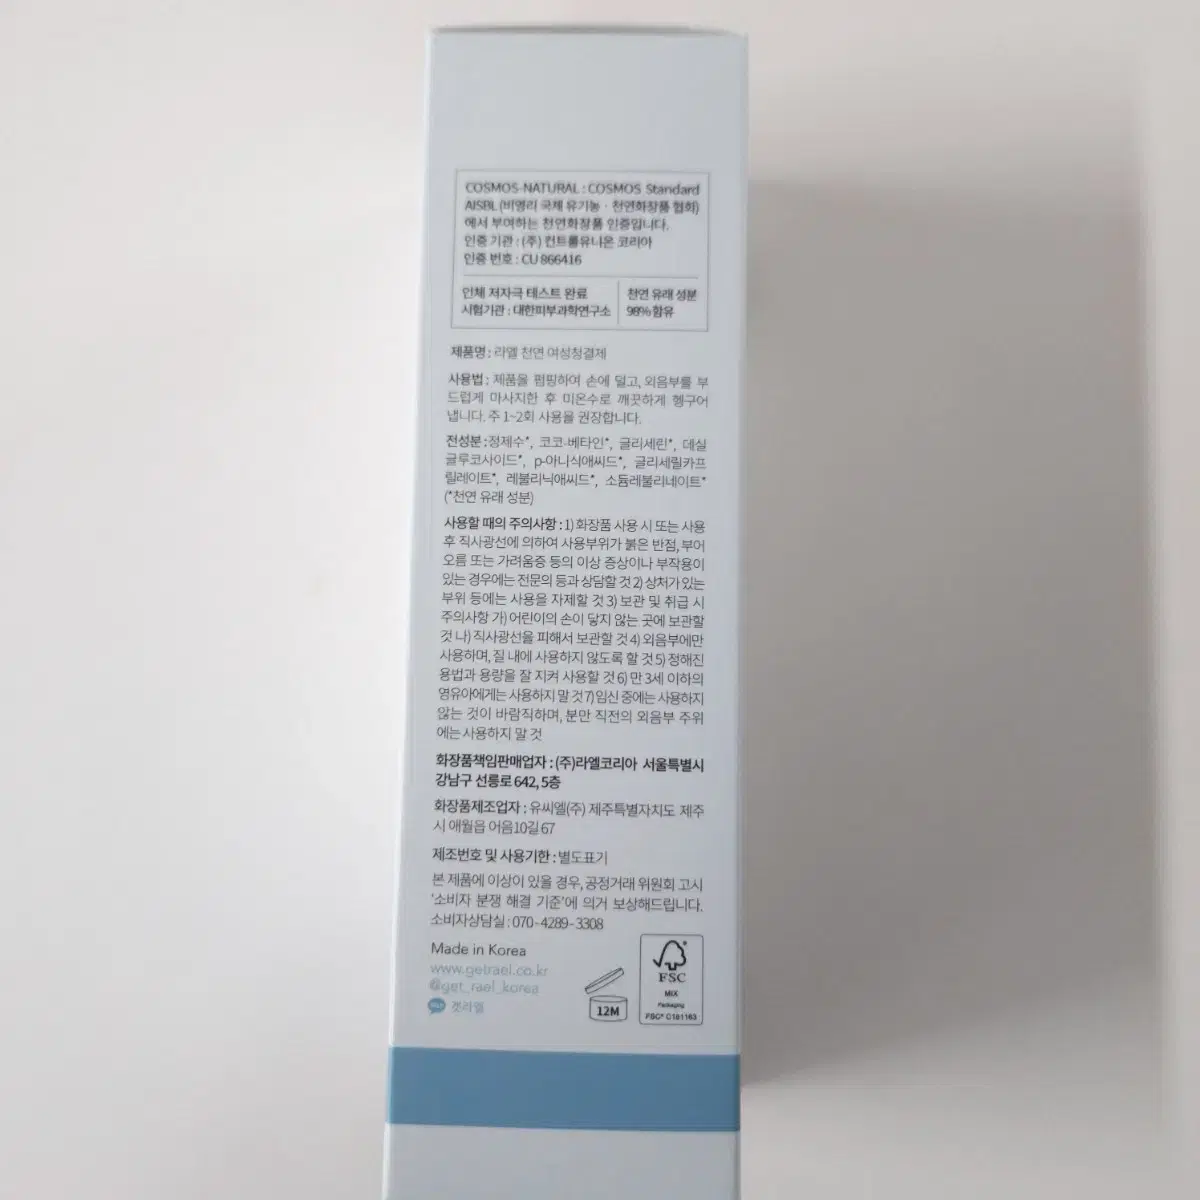 COSMOS-NATURAL : COSMOS Standard
AISBL (비영리 국제 유기농 · 천연화장품 협회)
에서 부여하는 천연화장품 인증입니다.
인증 기관 : (주) 컨트롤유니온 코리아
인증 번호 : CU 866416
인체 저자극 테스트 완료
시험기관 : 대한피부과학연구소
천연 유래 성분
98% 함유
제품명 : 라엘 천연 여성청결제
사용법 : 제품을 펌핑하여 손에 덜고, 외음부를 부
드럽게 마사지한 후 미온수로 깨끗하게 헹구어
냅니다. 주 1~2회 사용을 권장합니다.
전성분 : 정제수*, 코코-베타인*, 글리세린*, 데실
글루코사이드*, p-아니식애씨드*, 글리세릴카프
릴레이트*, 레불리닉애씨드*, 소듐레불리네이트*
(*천연 유래 성분)
사용할 때의 주의사항 : 1) 화장품 사용 시 또는 사용
후 직사광선에 의하여 사용부위가 붉은 반점, 부어
오름 또는 가려움증 등의 이상 증상이나 부작용이
있는 경우에는 전문의 등과 상담할 것 2) 상처가 있는
부위 등에는 사용을 자제할 것 3) 보관 및 취급 시
주의사항 가) 어린이의 손이 닿지 않는 곳에 보관할
것 나) 직사광선을 피해서 보관할 것 4) 외음부에만
사용하며, 질 내에 사용하지 않도록 할 것 5) 정해진
용법과 용량을 잘 지켜 사용할 것 6) 만 3세 이하의
영유아에게는 사용하지 말 것 7) 임신 중에는 사용하지
않는 것이 바람직하며, 분만 직전의 외음부 주위
에는 사용하지 말 것
화장품책임판매업자 : (주)라엘코리아 서울특별시
강남구 선릉로 642, 5층
화장품제조업자 : 유씨엘(주) 제주특별자치도 제주
시 애월읍 어음10길 67
제조번호 및 사용기한 : 별도표기
본 제품에 이상이 있을 경우, 공정거래 위원회 고시
'소비자 분쟁 해결 기준'에 의거 보상해드립니다.
소비자상담실 : 070-4289-3308
Made in Korea
www.getrael.co.kr
@get_rael_korea
겟라엘
12M
FSC
MIX
Packaging
FSC® C181163